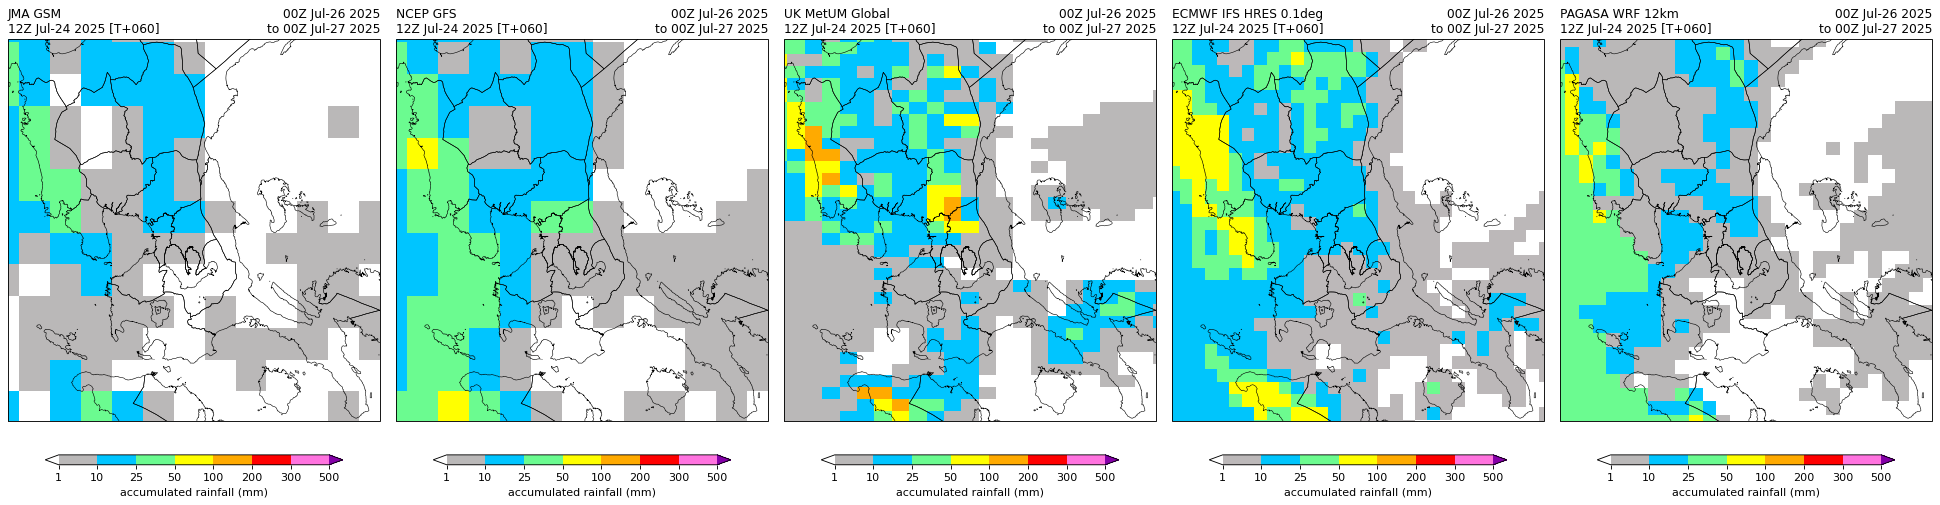 JMA GSM 00Z Jul-26 2025
12Z Jul-24 2025 [T+060] to 00Z Jul-27 2025
NCEP GFS 00Z Jul-26 2025
12Z Jul-24 2025 [T+060] to 00Z Jul-27 2025
UK MetUM Global 00Z Jul-26 2025
12Z Jul-24 2025 [T+060] to 00Z Jul-27 2025
ECMWF IFS HRES 0.1deg 00Z Jul-26 2025
12Z Jul-24 2025 [T+060] to 00Z Jul-27 2025
PAGASA WRF 12km 00Z Jul-26 2025
12Z Jul-24 2025 [T+060] to 00Z Jul-27 2025
1 10 25 50 100 200 300 500
accumulated rainfall (mm)
1 10 25 50 100 200 300 500
accumulated rainfall (mm)
1 10 25 50 100 200 300 500
accumulated rainfall (mm)
1 10 25 50 100 200 300 500
accumulated rainfall (mm)
1 10 25 50 100 200 300 500
accumulated rainfall (mm)